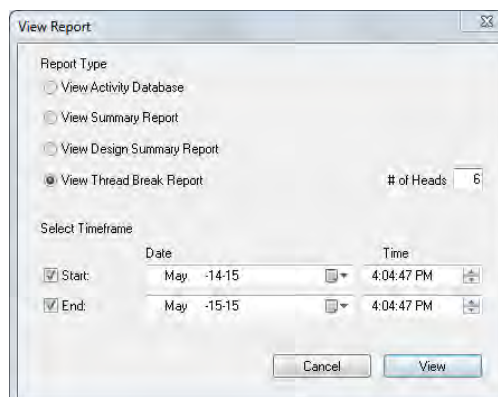 View Report
Report Type
View Activity Database
View Summary Report
View Design Summary Report
View Thread Break Report # of Heads 6
Select Timeframe
Date Time
Start: May -14-15 4:04:47 PM
End: May -15-15 4:04:47 PM
Cancel View